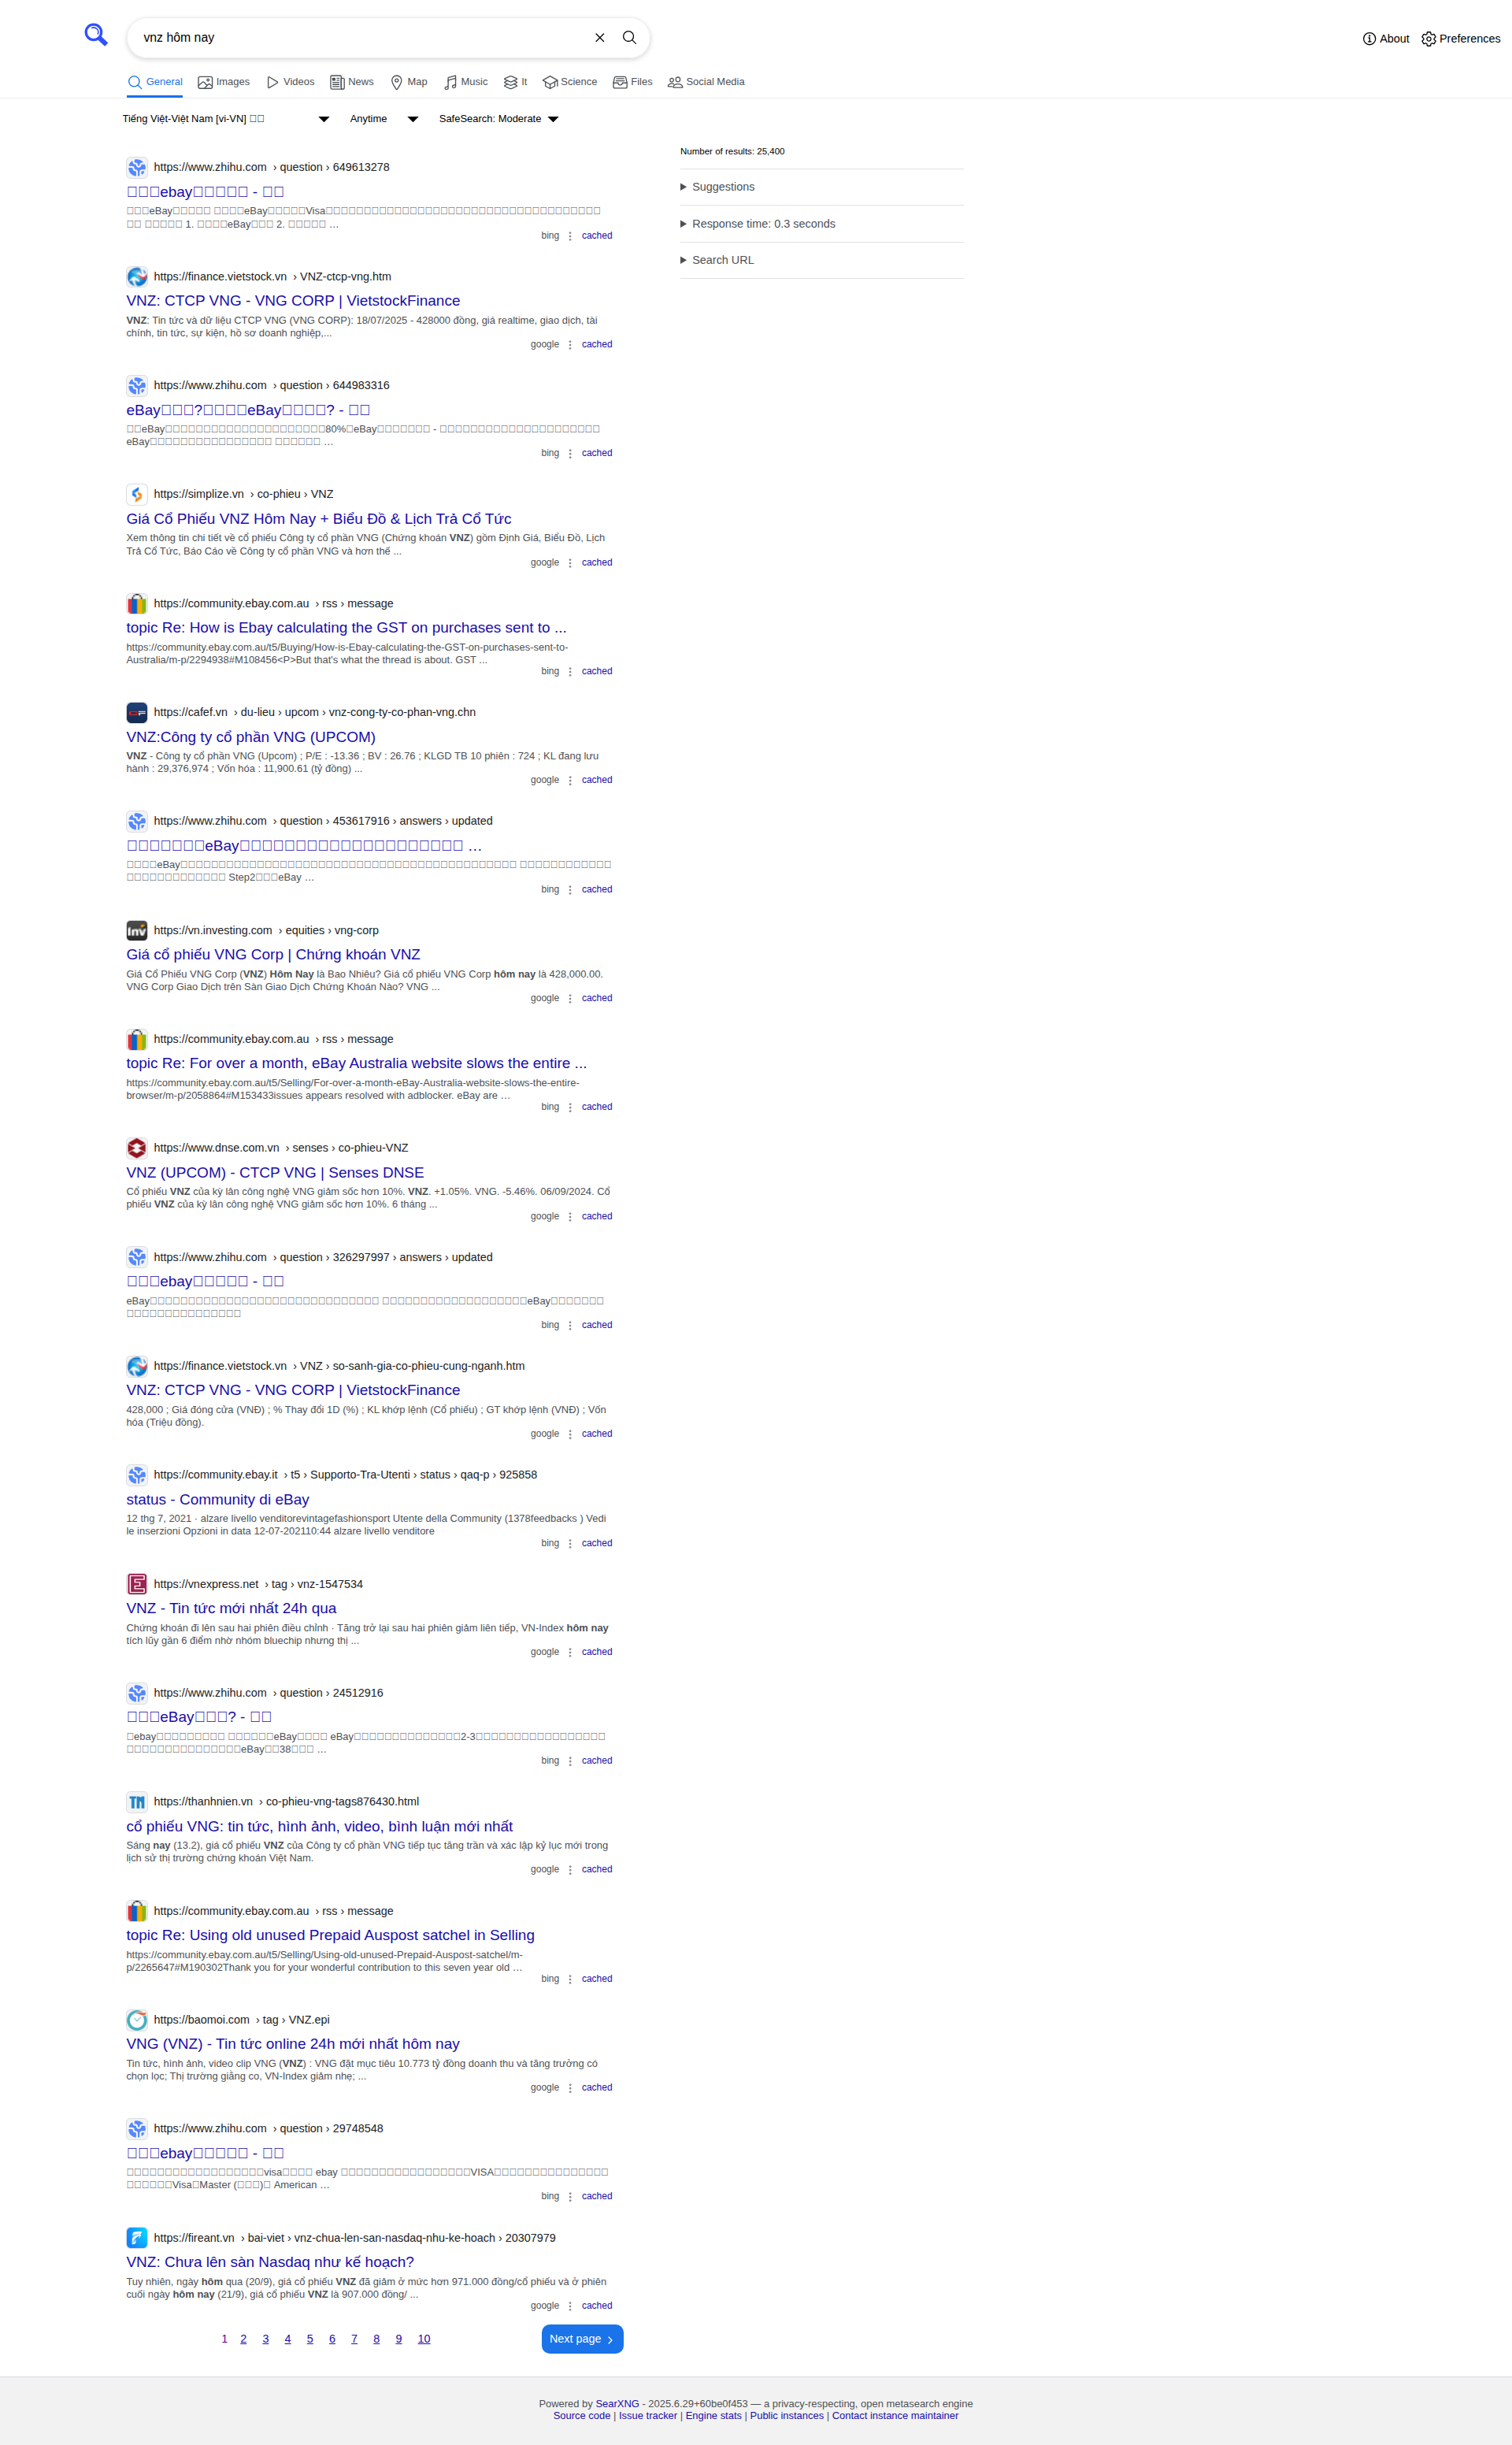 vnz hôm nay
About
Preferences
General
Images
Videos
News
Map
Music
It
Science
Files
Social Media
Tiếng Việt-Việt Nam [vi-VN]
Anytime
SafeSearch: Moderate
Number of results: 25,400
Suggestions
Response time: 0.3 seconds
Search URL
https://www.zhihu.com › question › 649613278
ebay -
eBay eBay Visa
1. eBay 2. …
bing
cached
https://finance.vietstock.vn › VNZ-ctcp-vng.htm
VNZ: CTCP VNG - VNG CORP | VietstockFinance
VNZ: Tin tức và dữ liệu CTCP VNG (VNG CORP): 18/07/2025 - 428000 đồng, giá realtime, giao dịch, tài
chính, tin tức, sự kiện, hồ sơ doanh nghiệp,...
google
cached
https://www.zhihu.com › question › 644983316
eBay ? eBay ? -
eBay 80% eBay -
eBay …
bing
cached
https://simplize.vn › co-phieu › VNZ
Giá Cổ Phiếu VNZ Hôm Nay + Biểu Đồ & Lịch Trả Cổ Tức
Xem thông tin chi tiết về cổ phiếu Công ty cổ phần VNG (Chứng khoán VNZ) gồm Định Giá, Biểu Đồ, Lịch
Trả Cổ Tức, Báo Cáo về Công ty cổ phần VNG và hơn thế ...
google
cached
https://community.ebay.com.au › rss › message
topic Re: How is Ebay calculating the GST on purchases sent to ...
https://community.ebay.com.au/t5/Buying/How-is-Ebay-calculating-the-GST-on-purchases-sent-to-
Australia/m-p/2294938#M108456<P>But that's what the thread is about. GST ...
bing
cached
https://cafef.vn › du-lieu › upcom › vnz-cong-ty-co-phan-vng.chn
VNZ:Công ty cổ phần VNG (UPCOM)
VNZ - Công ty cổ phần VNG (Upcom) ; P/E : -13.36 ; BV : 26.76 ; KLGD TB 10 phiên : 724 ; KL đang lưu
hành : 29,376,974 ; Vốn hóa : 11,900.61 (tỷ đồng) ...
google
cached
https://www.zhihu.com › question › 453617916 › answers › updated
eBay …
eBay
Step2 eBay …
bing
cached
Inv
https://vn.investing.com › equities › vng-corp
Giá cổ phiếu VNG Corp | Chứng khoán VNZ
Giá Cổ Phiếu VNG Corp (VNZ) Hôm Nay là Bao Nhiêu? Giá cổ phiếu VNG Corp hôm nay là 428,000.00.
VNG Corp Giao Dịch trên Sàn Giao Dịch Chứng Khoán Nào? VNG ...
google
cached
https://community.ebay.com.au › rss › message
topic Re: For over a month, eBay Australia website slows the entire ...
https://community.ebay.com.au/t5/Selling/For-over-a-month-eBay-Australia-website-slows-the-entire-
browser/m-p/2058864#M153433issues appears resolved with adblocker. eBay are …
bing
cached
https://www.dnse.com.vn › senses › co-phieu-VNZ
VNZ (UPCOM) - CTCP VNG | Senses DNSE
Cổ phiếu VNZ của kỳ lân công nghệ VNG giảm sốc hơn 10%. VNZ. +1.05%. VNG. -5.46%. 06/09/2024. Cổ
phiếu VNZ của kỳ lân công nghệ VNG giảm sốc hơn 10%. 6 tháng ...
google
cached
https://www.zhihu.com › question › 326297997 › answers › updated
ebay -
eBay eBay
bing
cached
https://finance.vietstock.vn › VNZ › so-sanh-gia-co-phieu-cung-nganh.htm
VNZ: CTCP VNG - VNG CORP | VietstockFinance
428,000 ; Giá đóng cửa (VNĐ) ; % Thay đổi 1D (%) ; KL khớp lệnh (Cổ phiếu) ; GT khớp lệnh (VNĐ) ; Vốn
hóa (Triệu đồng).
google
cached
https://community.ebay.it › t5 › Supporto-Tra-Utenti › status › qaq-p › 925858
status - Community di eBay
12 thg 7, 2021 · alzare livello venditorevintagefashionsport Utente della Community (1378feedbacks ) Vedi
le inserzioni Opzioni in data 12-07-202110:44 alzare livello venditore
bing
cached
https://vnexpress.net › tag › vnz-1547534
VNZ - Tin tức mới nhất 24h qua
Chứng khoán đi lên sau hai phiên điều chỉnh · Tăng trở lại sau hai phiên giảm liên tiếp, VN-Index hôm nay
tích lũy gần 6 điểm nhờ nhóm bluechip nhưng thị ...
google
cached
https://www.zhihu.com › question › 24512916
eBay ? -
ebay eBay eBay 2-3
eBay 38 …
bing
cached
https://thanhnien.vn › co-phieu-vng-tags876430.html
cổ phiếu VNG: tin tức, hình ảnh, video, bình luận mới nhất
Sáng nay (13.2), giá cổ phiếu VNZ của Công ty cổ phần VNG tiếp tục tăng trần và xác lập kỷ lục mới trong
lịch sử thị trường chứng khoán Việt Nam.
google
cached
https://community.ebay.com.au › rss › message
topic Re: Using old unused Prepaid Auspost satchel in Selling
https://community.ebay.com.au/t5/Selling/Using-old-unused-Prepaid-Auspost-satchel/m-
p/2265647#M190302Thank you for your wonderful contribution to this seven year old …
bing
cached
https://baomoi.com › tag › VNZ.epi
VNG (VNZ) - Tin tức online 24h mới nhất hôm nay
Tin tức, hình ảnh, video clip VNG (VNZ) : VNG đặt mục tiêu 10.773 tỷ đồng doanh thu và tăng trưởng có
chọn lọc; Thị trường giằng co, VN-Index giảm nhẹ; ...
google
cached
https://www.zhihu.com › question › 29748548
ebay -
visa ebay VISA
Visa Master ( ) American …
bing
cached
https://fireant.vn › bai-viet › vnz-chua-len-san-nasdaq-nhu-ke-hoach › 20307979
VNZ: Chưa lên sàn Nasdaq như kế hoạch?
Tuy nhiên, ngày hôm qua (20/9), giá cổ phiếu VNZ đã giảm ở mức hơn 971.000 đồng/cổ phiếu và ở phiên
cuối ngày hôm nay (21/9), giá cổ phiếu VNZ là 907.000 đồng/ ...
google
cached
1 2 3 4 5 6 7 8 9 10
Next page
Powered by SearXNG - 2025.6.29+60be0f453 — a privacy-respecting, open metasearch engine
Source code | Issue tracker | Engine stats | Public instances | Contact instance maintainer